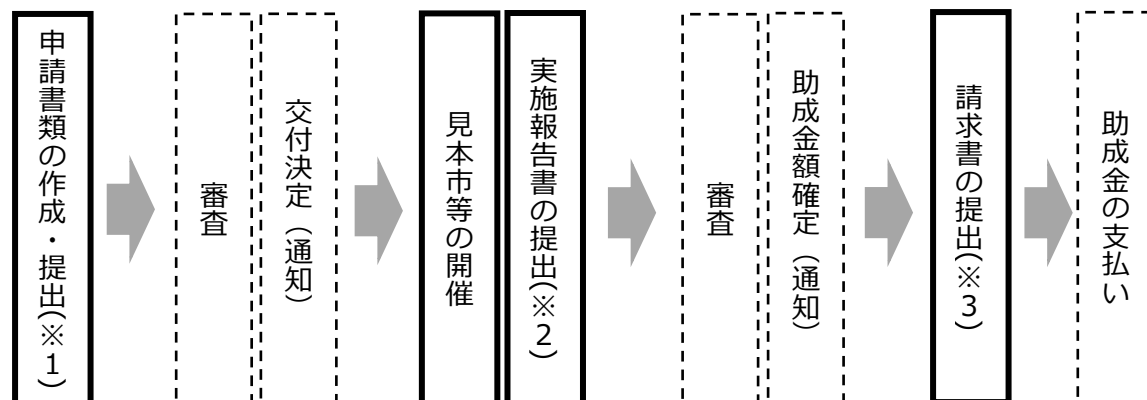 申請書類の作成・提出(※1)
審査
交付決定（通知）
見本市等の開催
実施報告書の提出(※2)
審査
助成金額確定（通知）
請求書の提出(※3)
助成金の支払い